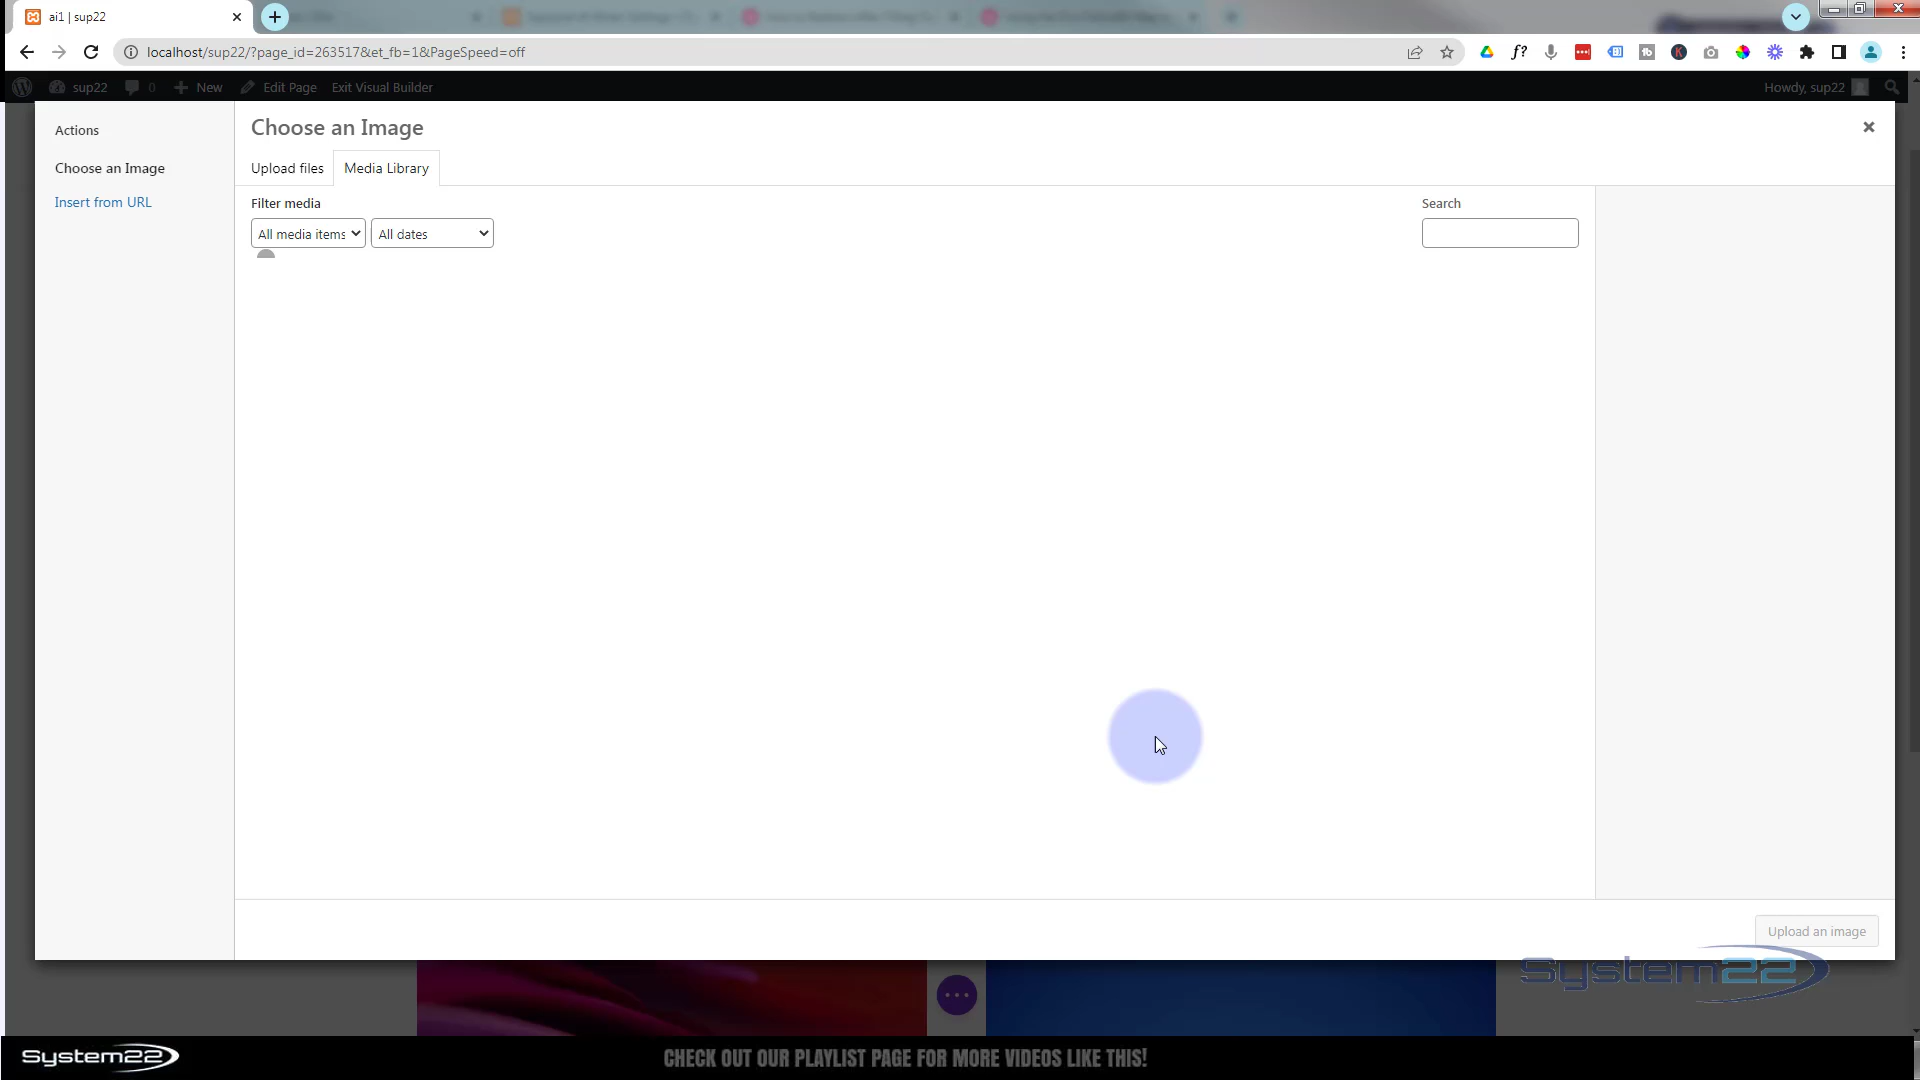 ai1 | sup22
localhost/sup22/?page_id=263517&et_fb=1&PageSpeed=off
sup22 0 New Edit Page Exit Visual Builder Howdy, sup22
Actions
Choose an Image
Insert from URL
Choose an Image
Upload files Media Library
Filter media Search
All media items All dates
Upload an image
System22
System22 CHECK OUT OUR PLAYLIST PAGE FOR MORE VIDEOS LIKE THIS!